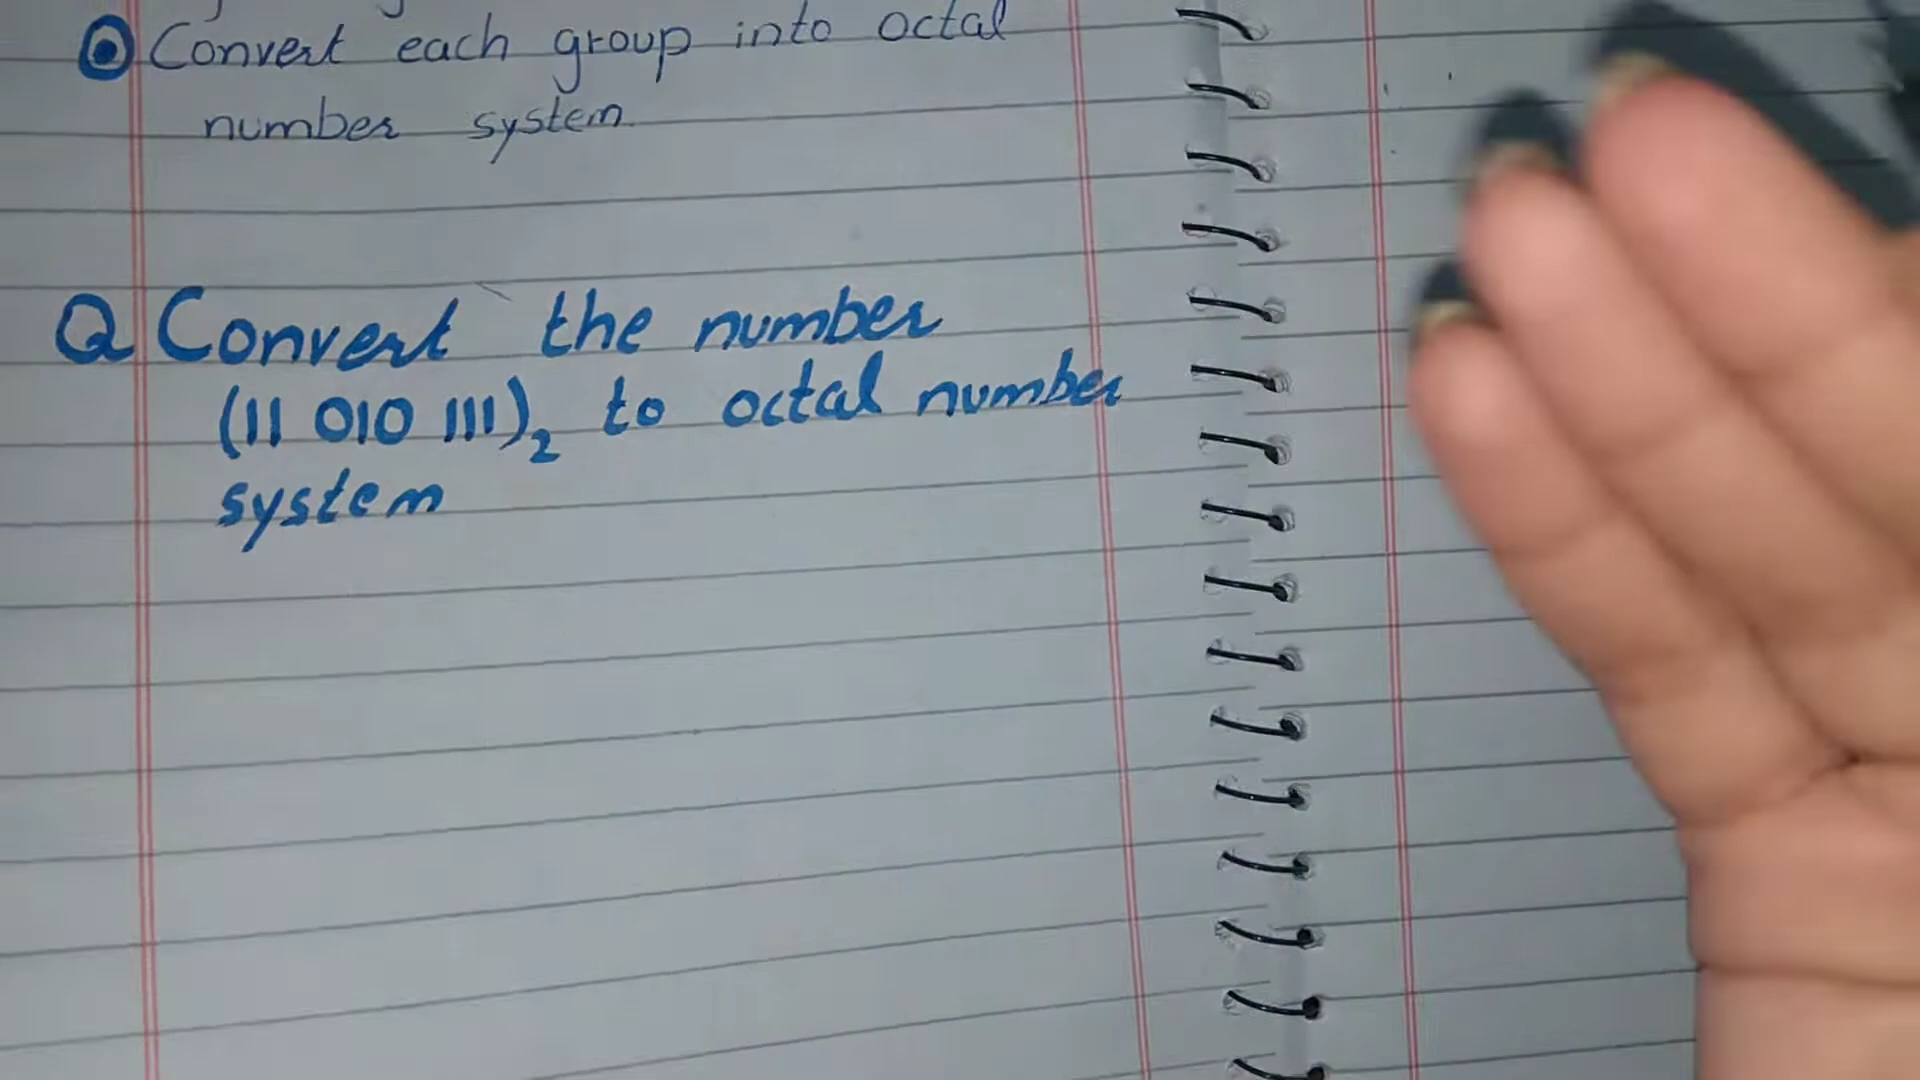 Convert each group into octal
number system
Q Convert the number
(11 010 111)₂ to octal number
system